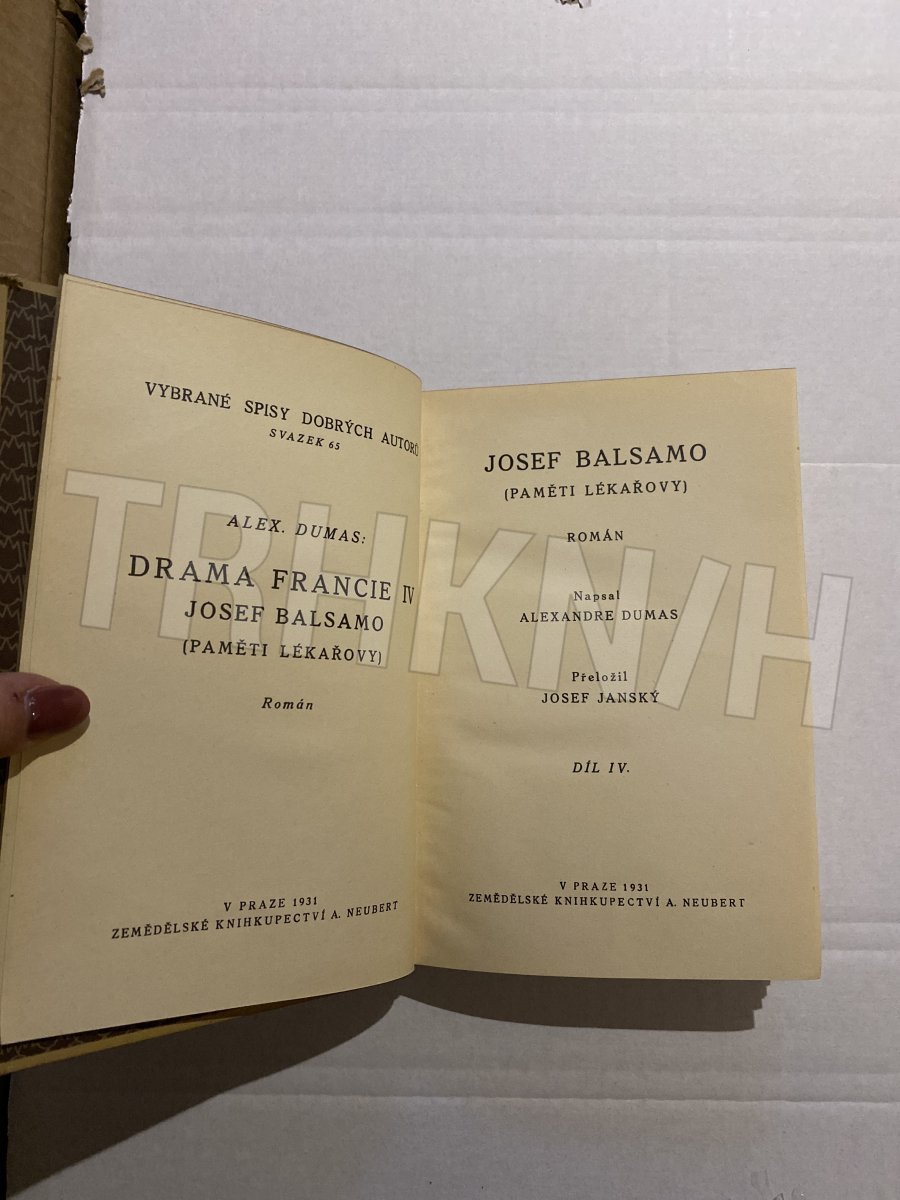 VYBRANÉ SPISY DOBRÝCH AUTORŮ
SVAZEK 65
ALEX. DUMAS:
DRAMA FRANCIE IV
JOSEF BALSAMO
(PAMĚTI LÉKAŘOVY)
Román
V PRAZE 1931
ZEMĚDĚLSKÉ KNIHKUPECTVÍ A. NEUBERT
JOSEF BALSAMO
(PAMĚTI LÉKAŘOVY)
ROMÁN
Napsal
ALEXANDRE DUMAS
Přeložil
JOSEF JANSKÝ
DÍL IV.
V PRAZE 1931
ZEMĚDĚLSKÉ KNIHKUPECTVÍ A. NEUBERT
TRHKN/H